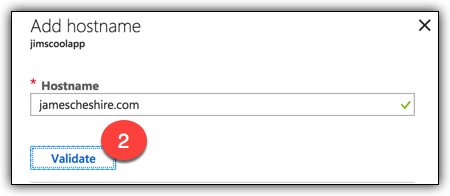 Add hostname
jimscoolapp
* Hostname
jamescheshire.com
2
Validate